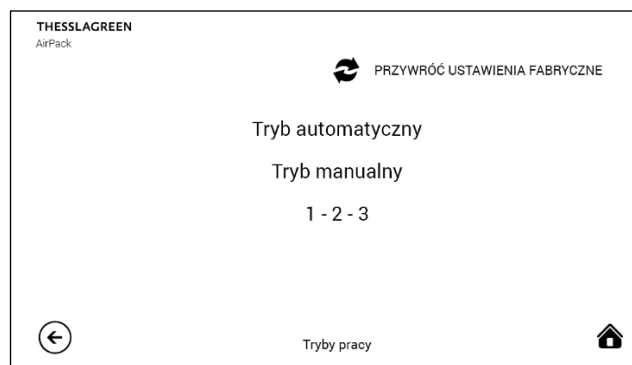 THESSLAGREEN
AirPack
PRZYWRÓĆ USTAWIENIA FABRYCZNE
Tryb automatyczny
Tryb manualny
1 - 2 - 3
Tryby pracy